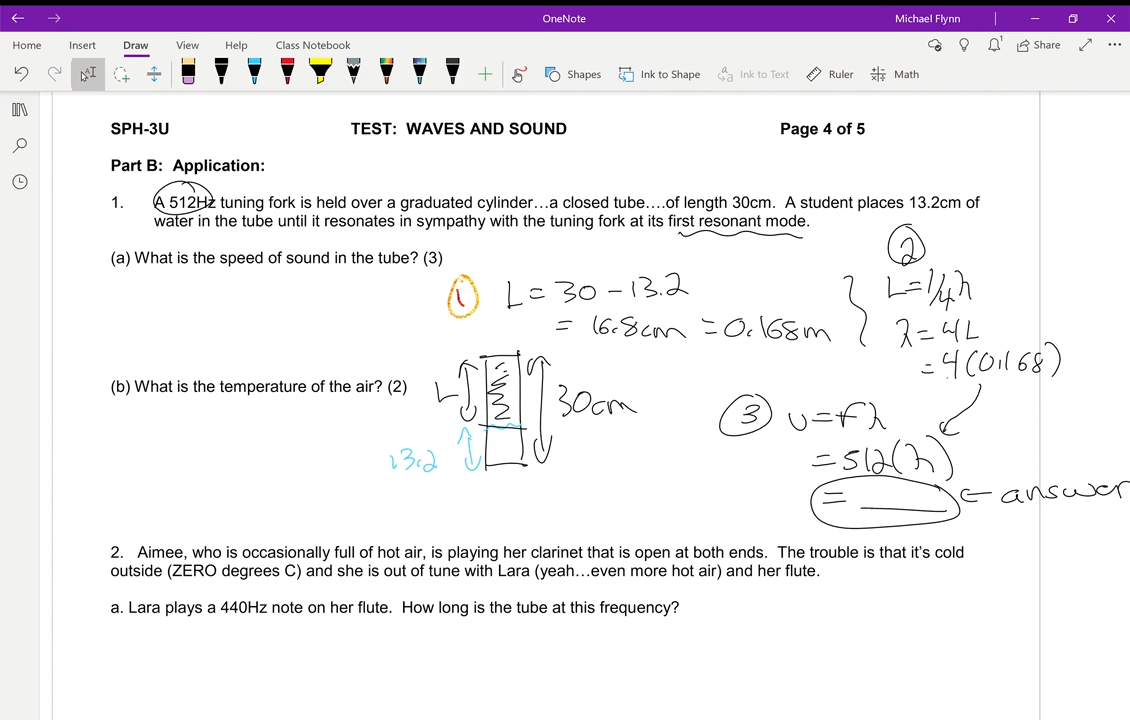 OneNote
Michael Flynn
Home Insert Draw View Help Class Notebook
Share
Shapes Ink to Shape Ink to Text Ruler Math
SPH-3U TEST: WAVES AND SOUND Page 4 of 5
Part B: Application:
1. A 512Hz tuning fork is held over a graduated cylinder…a closed tube….of length 30cm. A student places 13.2cm of
water in the tube until it resonates in sympathy with the tuning fork at its first resonant mode.
(a) What is the speed of sound in the tube? (3)
1
L = 30 - 13.2
= 16.8cm = 0.168m
2
L = 1/4 λ
λ = 4L
= 4(0.168)
(b) What is the temperature of the air? (2)
L
30cm
13.2
3
v = fλ
= 512(λ)
= ____ ← answer
2. Aimee, who is occasionally full of hot air, is playing her clarinet that is open at both ends. The trouble is that it's cold
outside (ZERO degrees C) and she is out of tune with Lara (yeah…even more hot air) and her flute.
a. Lara plays a 440Hz note on her flute. How long is the tube at this frequency?